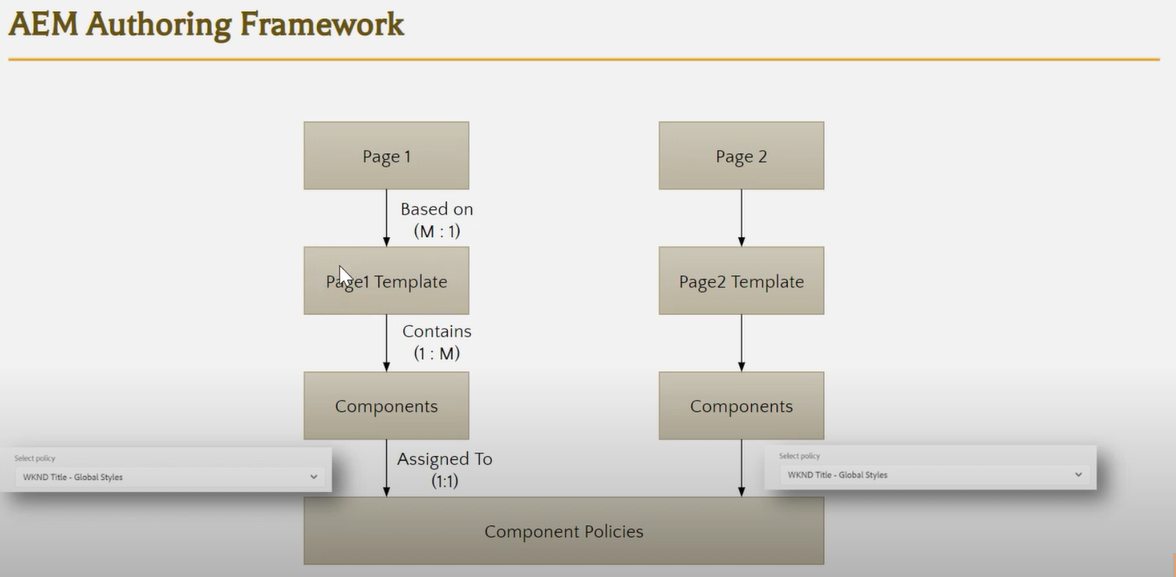 AEM Authoring Framework
Page 1
Page 2
Based on
(M : 1)
Page1 Template
Page2 Template
Contains
(1 : M)
Components
Components
Select policy
WKND Title - Global Styles
Assigned To
(1:1)
Select policy
WKND Title - Global Styles
Component Policies